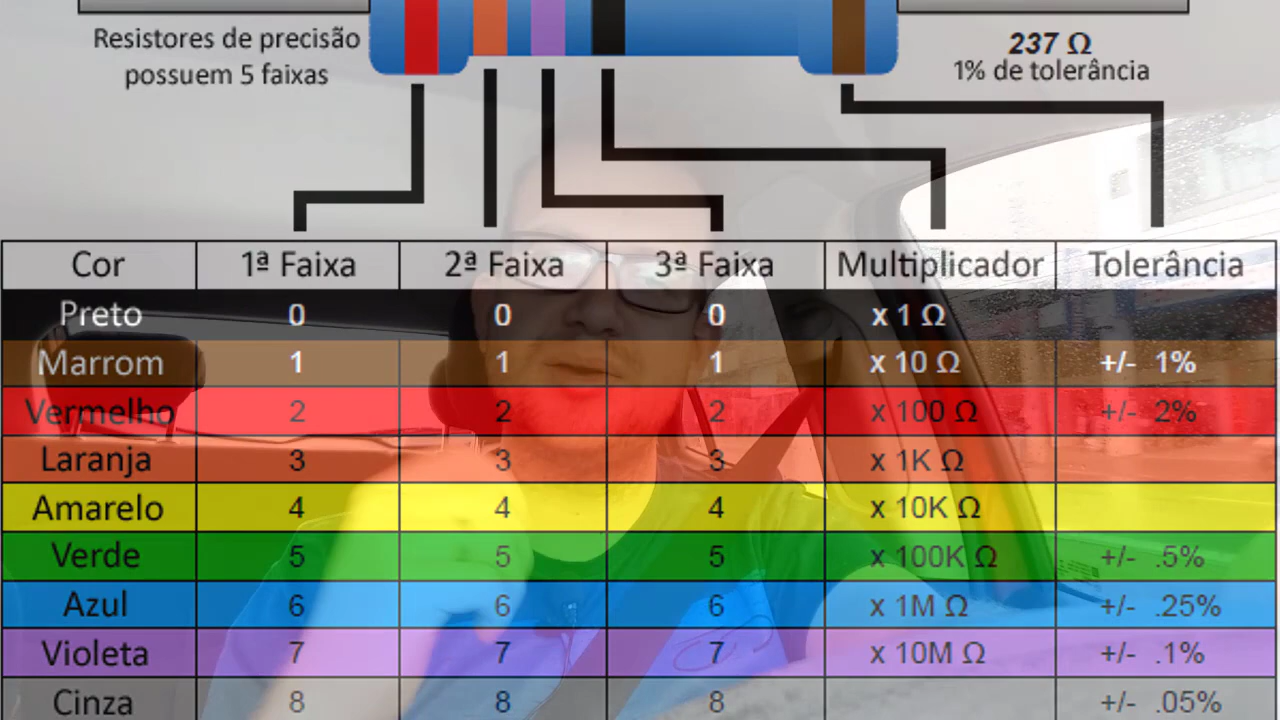 Resistores de precisão
possuem 5 faixas
237 Ω
1% de tolerância
Cor 1ª Faixa 2ª Faixa 3ª Faixa Multiplicador Tolerância
Preto 0 0 0 x 1 Ω
Marrom 1 1 1 x 10 Ω +/- 1%
Vermelho 2 2 2 x 100 Ω +/- 2%
Laranja 3 3 3 x 1K Ω
Amarelo 4 4 4 x 10K Ω
Verde 5 5 5 x 100K Ω +/- .5%
Azul 6 6 6 x 1M Ω +/- .25%
Violeta 7 7 7 x 10M Ω +/- .1%
Cinza 8 8 8 +/- .05%